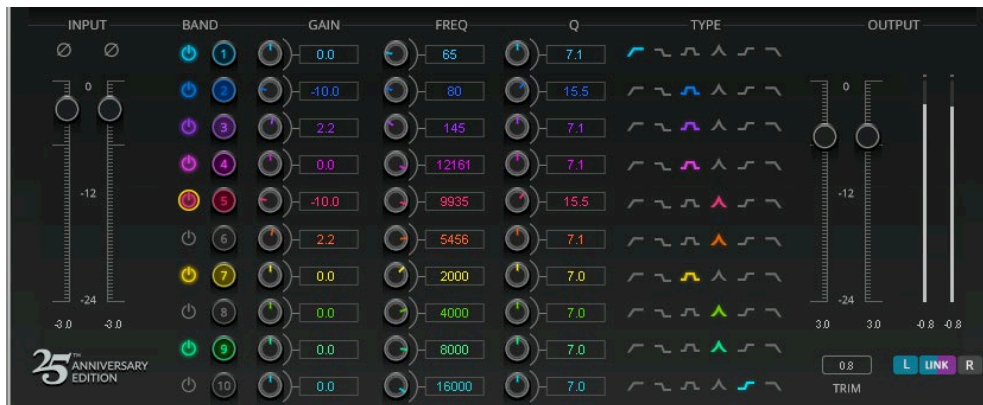 INPUT BAND GAIN FREQ Q TYPE OUTPUT
1 0.0 65 7.1
0 0
2 -10.0 80 15.5
3 2.2 145 7.1
4 0.0 12161 7.1
-12 5 -10.0 9935 15.5 -12
6 2.2 5456 7.1
7 0.0 2000 7.0
-24 -24
8 0.0 4000 7.0
-3.0 -3.0 3.0 3.0 -0.8 -0.8
9 0.0 8000 7.0
25TH ANNIVERSARY EDITION
0.8 L LINK R
10 0.0 16000 7.0
TRIM